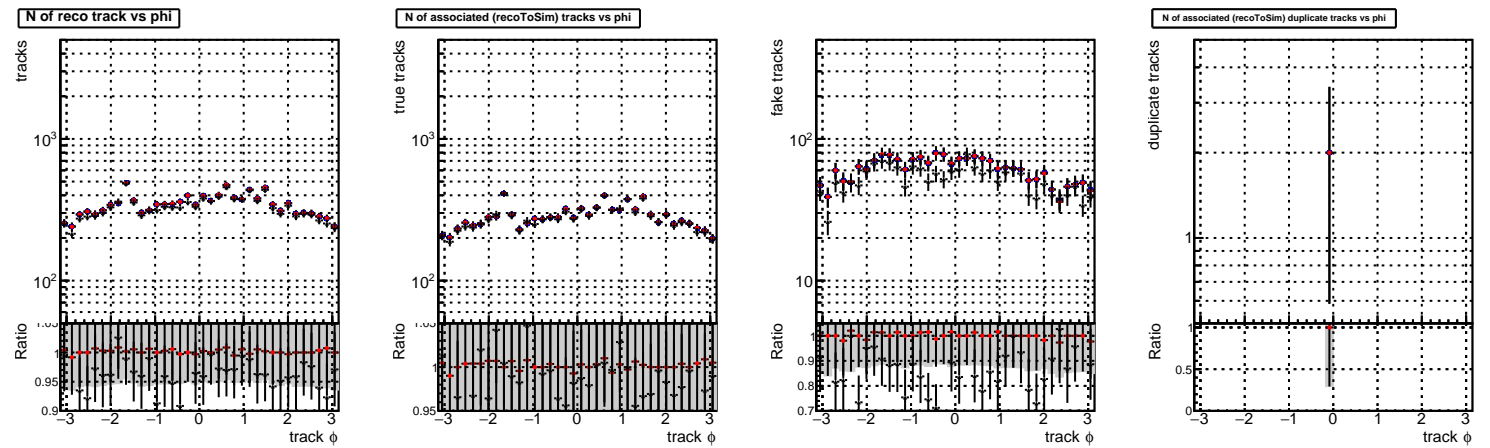 N of reco track vs phi
tracks
10³
10²
Ratio
1.05
1
0.95
0.9
−3 −2 −1 0 1 2 3
track ϕ
N of associated (recoToSim) tracks vs phi
true tracks
10³
10²
Ratio
1
0.95
−3 −2 −1 0 1 2 3
track ϕ
fake tracks
10²
10
Ratio
1
0.9
0.8
0.7
−3 −2 −1 0 1 2 3
track ϕ
N of associated (recoToSim) duplicate tracks vs phi
duplicate tracks
1
Ratio
1
0.5
0
−3 −2 −1 0 1 2 3
track ϕ